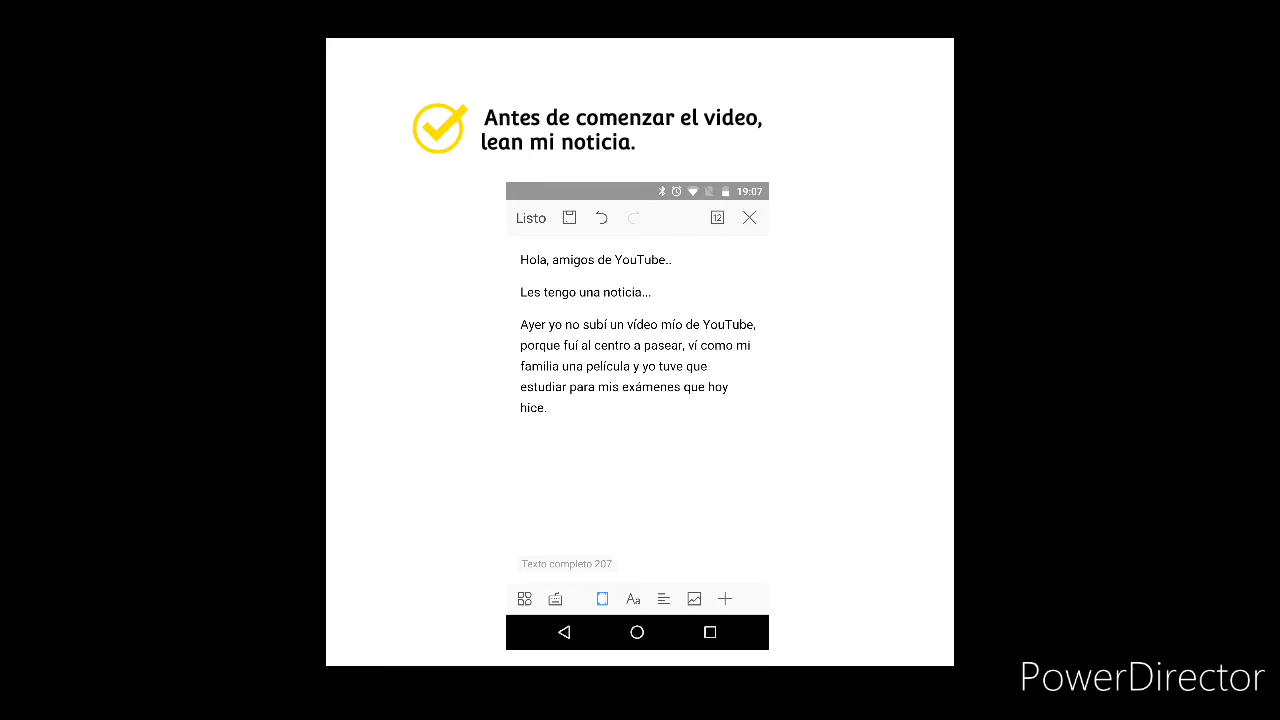 Antes de comenzar el video,
lean mi noticia.
19:07
Listo
12
Hola, amigos de YouTube..
Les tengo una noticia...
Ayer yo no subí un vídeo mío de YouTube,
porque fuí al centro a pasear, ví como mi
familia una película y yo tuve que
estudiar para mis exámenes que hoy
hice.
Texto completo 207
Aa
PowerDirector